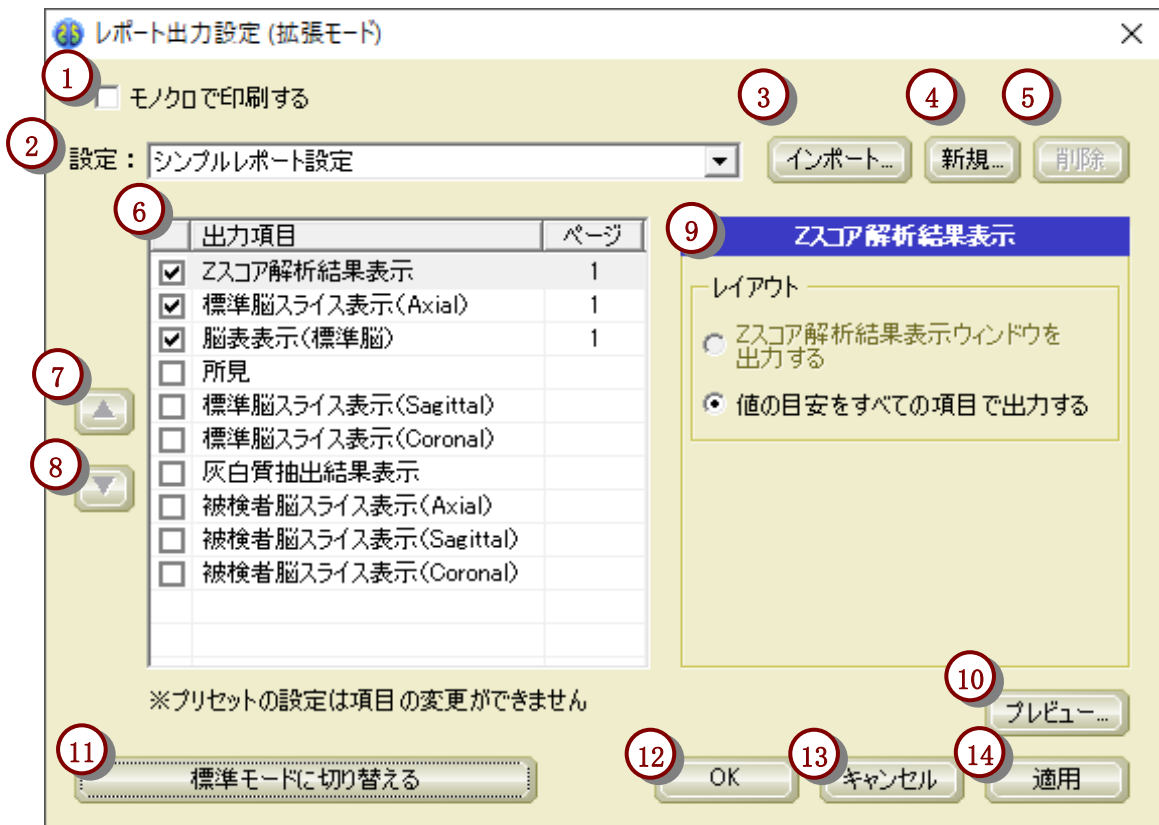 レポート出力設定 (拡張モード)
1
モノクロで印刷する
3
4
5
2
設定：
シンプルレポート設定
インポート...
新規...
削除
6
出力項目
ページ
Zスコア解析結果表示
1
標準脳スライス表示(Axial)
1
脳表表示(標準脳)
1
所見
標準脳スライス表示(Sagittal)
標準脳スライス表示(Coronal)
灰白質抽出結果表示
被検者脳スライス表示(Axial)
被検者脳スライス表示(Sagittal)
被検者脳スライス表示(Coronal)
7
8
9
Zスコア解析結果表示
レイアウト
Zスコア解析結果表示ウィンドウを
出力する
値の目安をすべての項目で出力する
※プリセットの設定は項目の変更ができません
10
プレビュー...
11
標準モードに切り替える
12
OK
13
キャンセル
14
適用